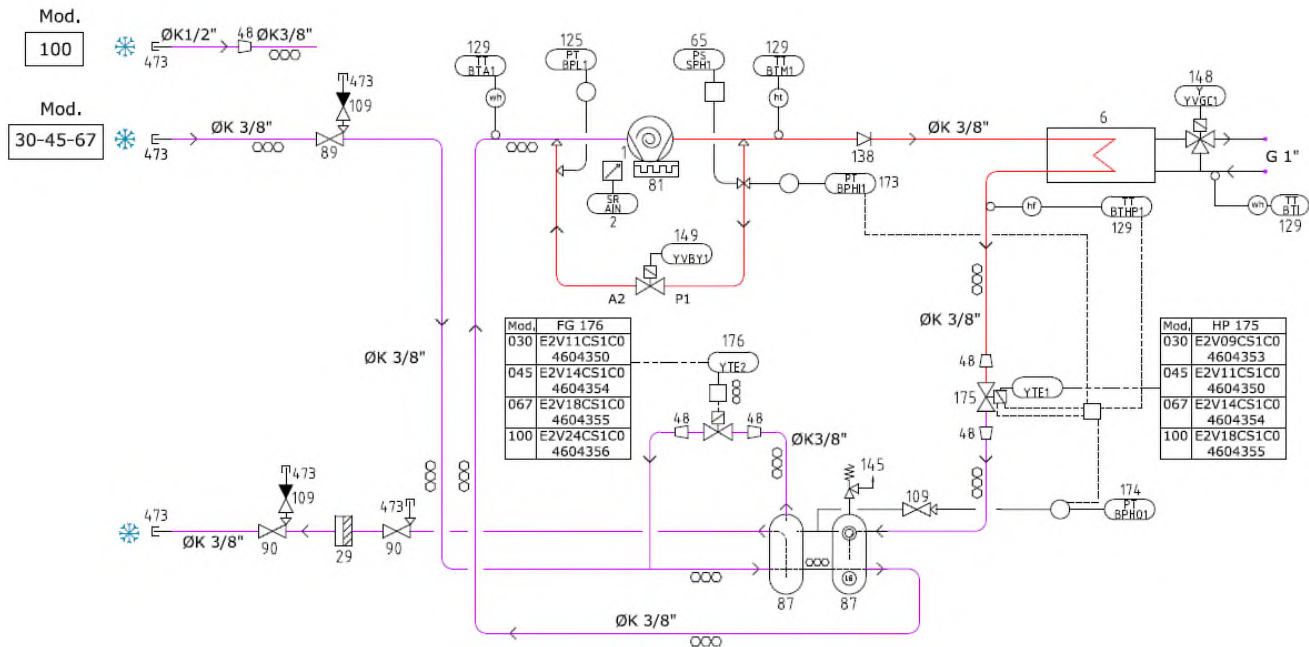 Mod.
100
473
ØK1/2"
48
ØK3/8"
Mod.
30-45-67
473
ØK 3/8"
473
109
89
129
TT
BTA1
wh
125
PT
BPL1
65
PS
SPH1
129
TT
BTM1
ht
1
81
SR
AIN
2
138
ØK 3/8"
6
148
Y
YVGC1
G 1"
PT
BPHI1
173
hf
TT
BTHP1
129
wh
TT
BTI
129
149
YVBY1
A2
P1
ØK 3/8"
ØK 3/8"
Mod. FG 176
030 E2V11CS1C0
4604350
045 E2V14CS1C0
4604354
067 E2V18CS1C0
4604355
100 E2V24CS1C0
4604356
176
YTE2
48
48
ØK3/8"
48
175
YTE1
48
Mod. HP 175
030 E2V09CS1C0
4604353
045 E2V11CS1C0
4604350
067 E2V14CS1C0
4604354
100 E2V18CS1C0
4604355
473
109
473
473
ØK 3/8"
90
29
90
145
109
174
PT
BPHO1
87
87
ØK 3/8"